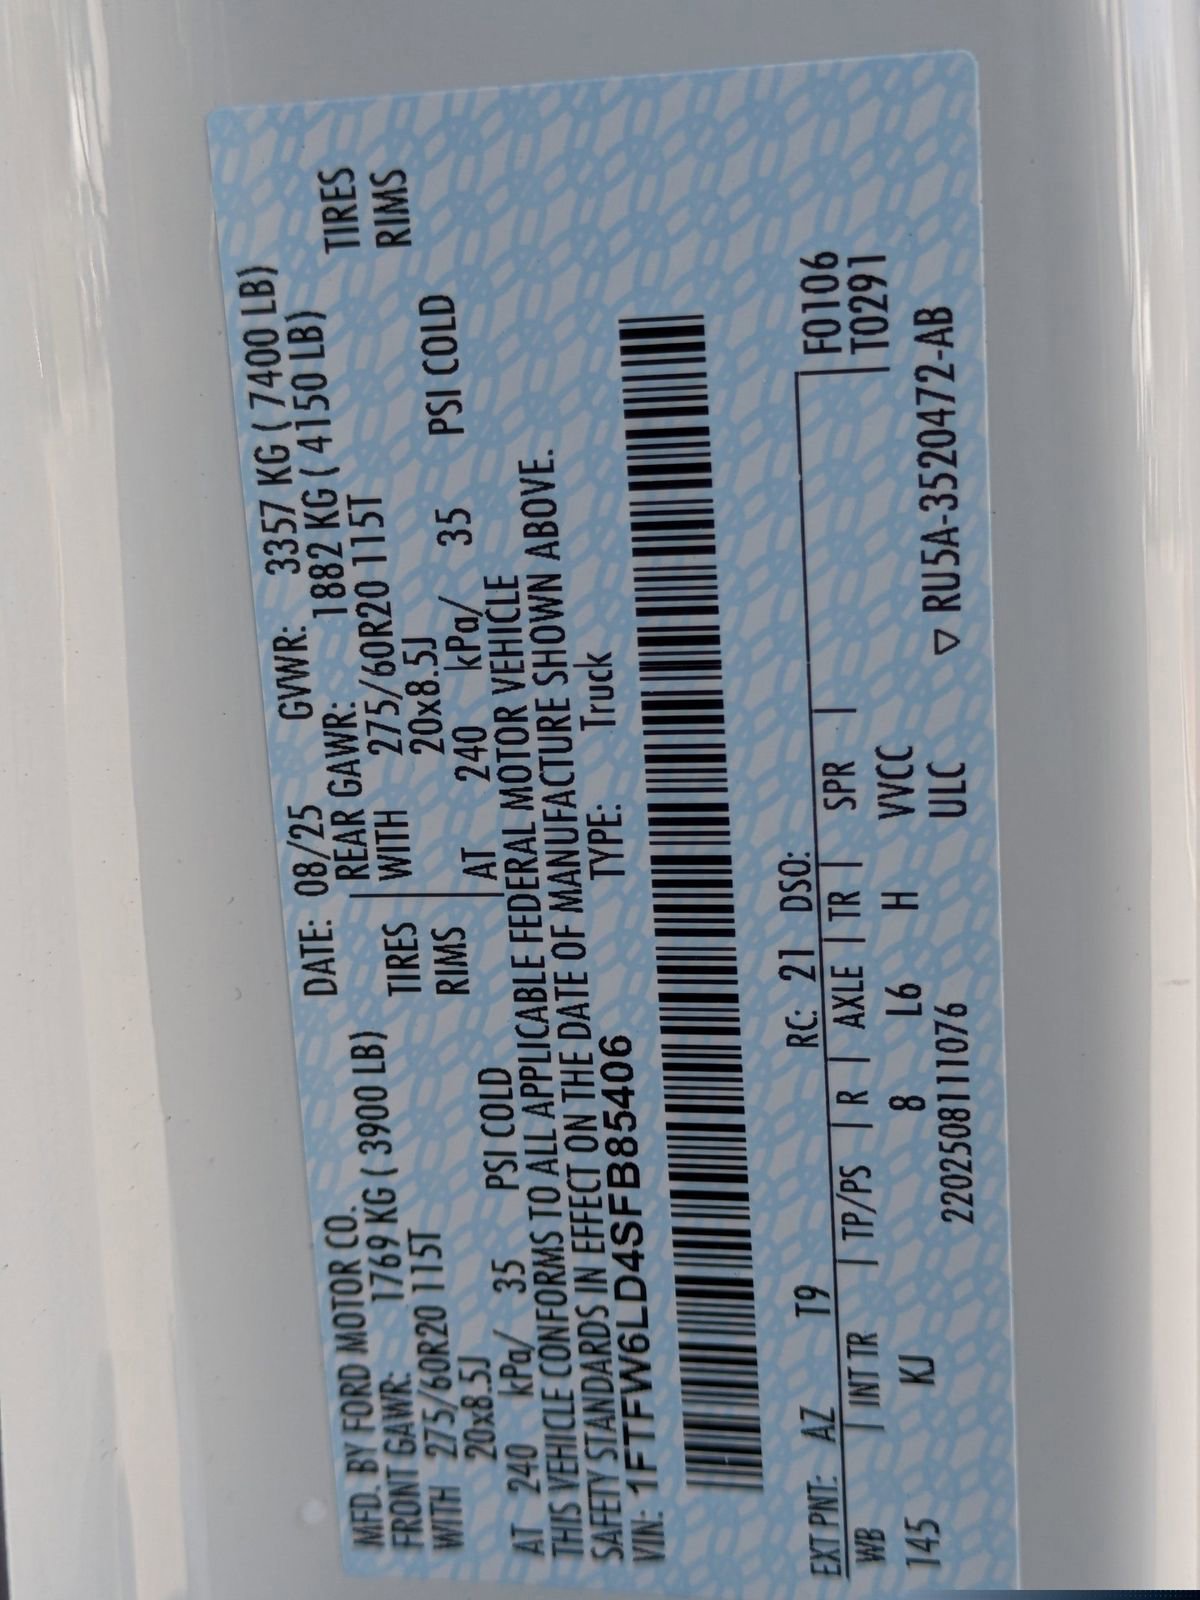 MFD. BY FORD MOTOR CO. DATE: 08/25 GVWR: 3357 KG ( 7400 LB)
FRONT GAWR: 1769 KG ( 3900 LB) REAR GAWR: 1882 KG ( 4150 LB)
WITH 275/60R20 115T TIRES WITH 275/60R20 115T TIRES
20x8.5J RIMS 20x8.5J RIMS
AT 240 kPa/ 35 PSI COLD AT 240 kPa/ 35 PSI COLD
THIS VEHICLE CONFORMS TO ALL APPLICABLE FEDERAL MOTOR VEHICLE
SAFETY STANDARDS IN EFFECT ON THE DATE OF MANUFACTURE SHOWN ABOVE.
VIN: 1FTFW6LD4SFB85406 TYPE: Truck
EXT PNT: AZ T9 RC: 21 DSO: F0106
WB | INT TR | TP/PS | R | AXLE | TR | SPR | T0291
145 KJ 8 L6 H VVCC
2202508111076 ULC ▽ RU5A-3520472-AB